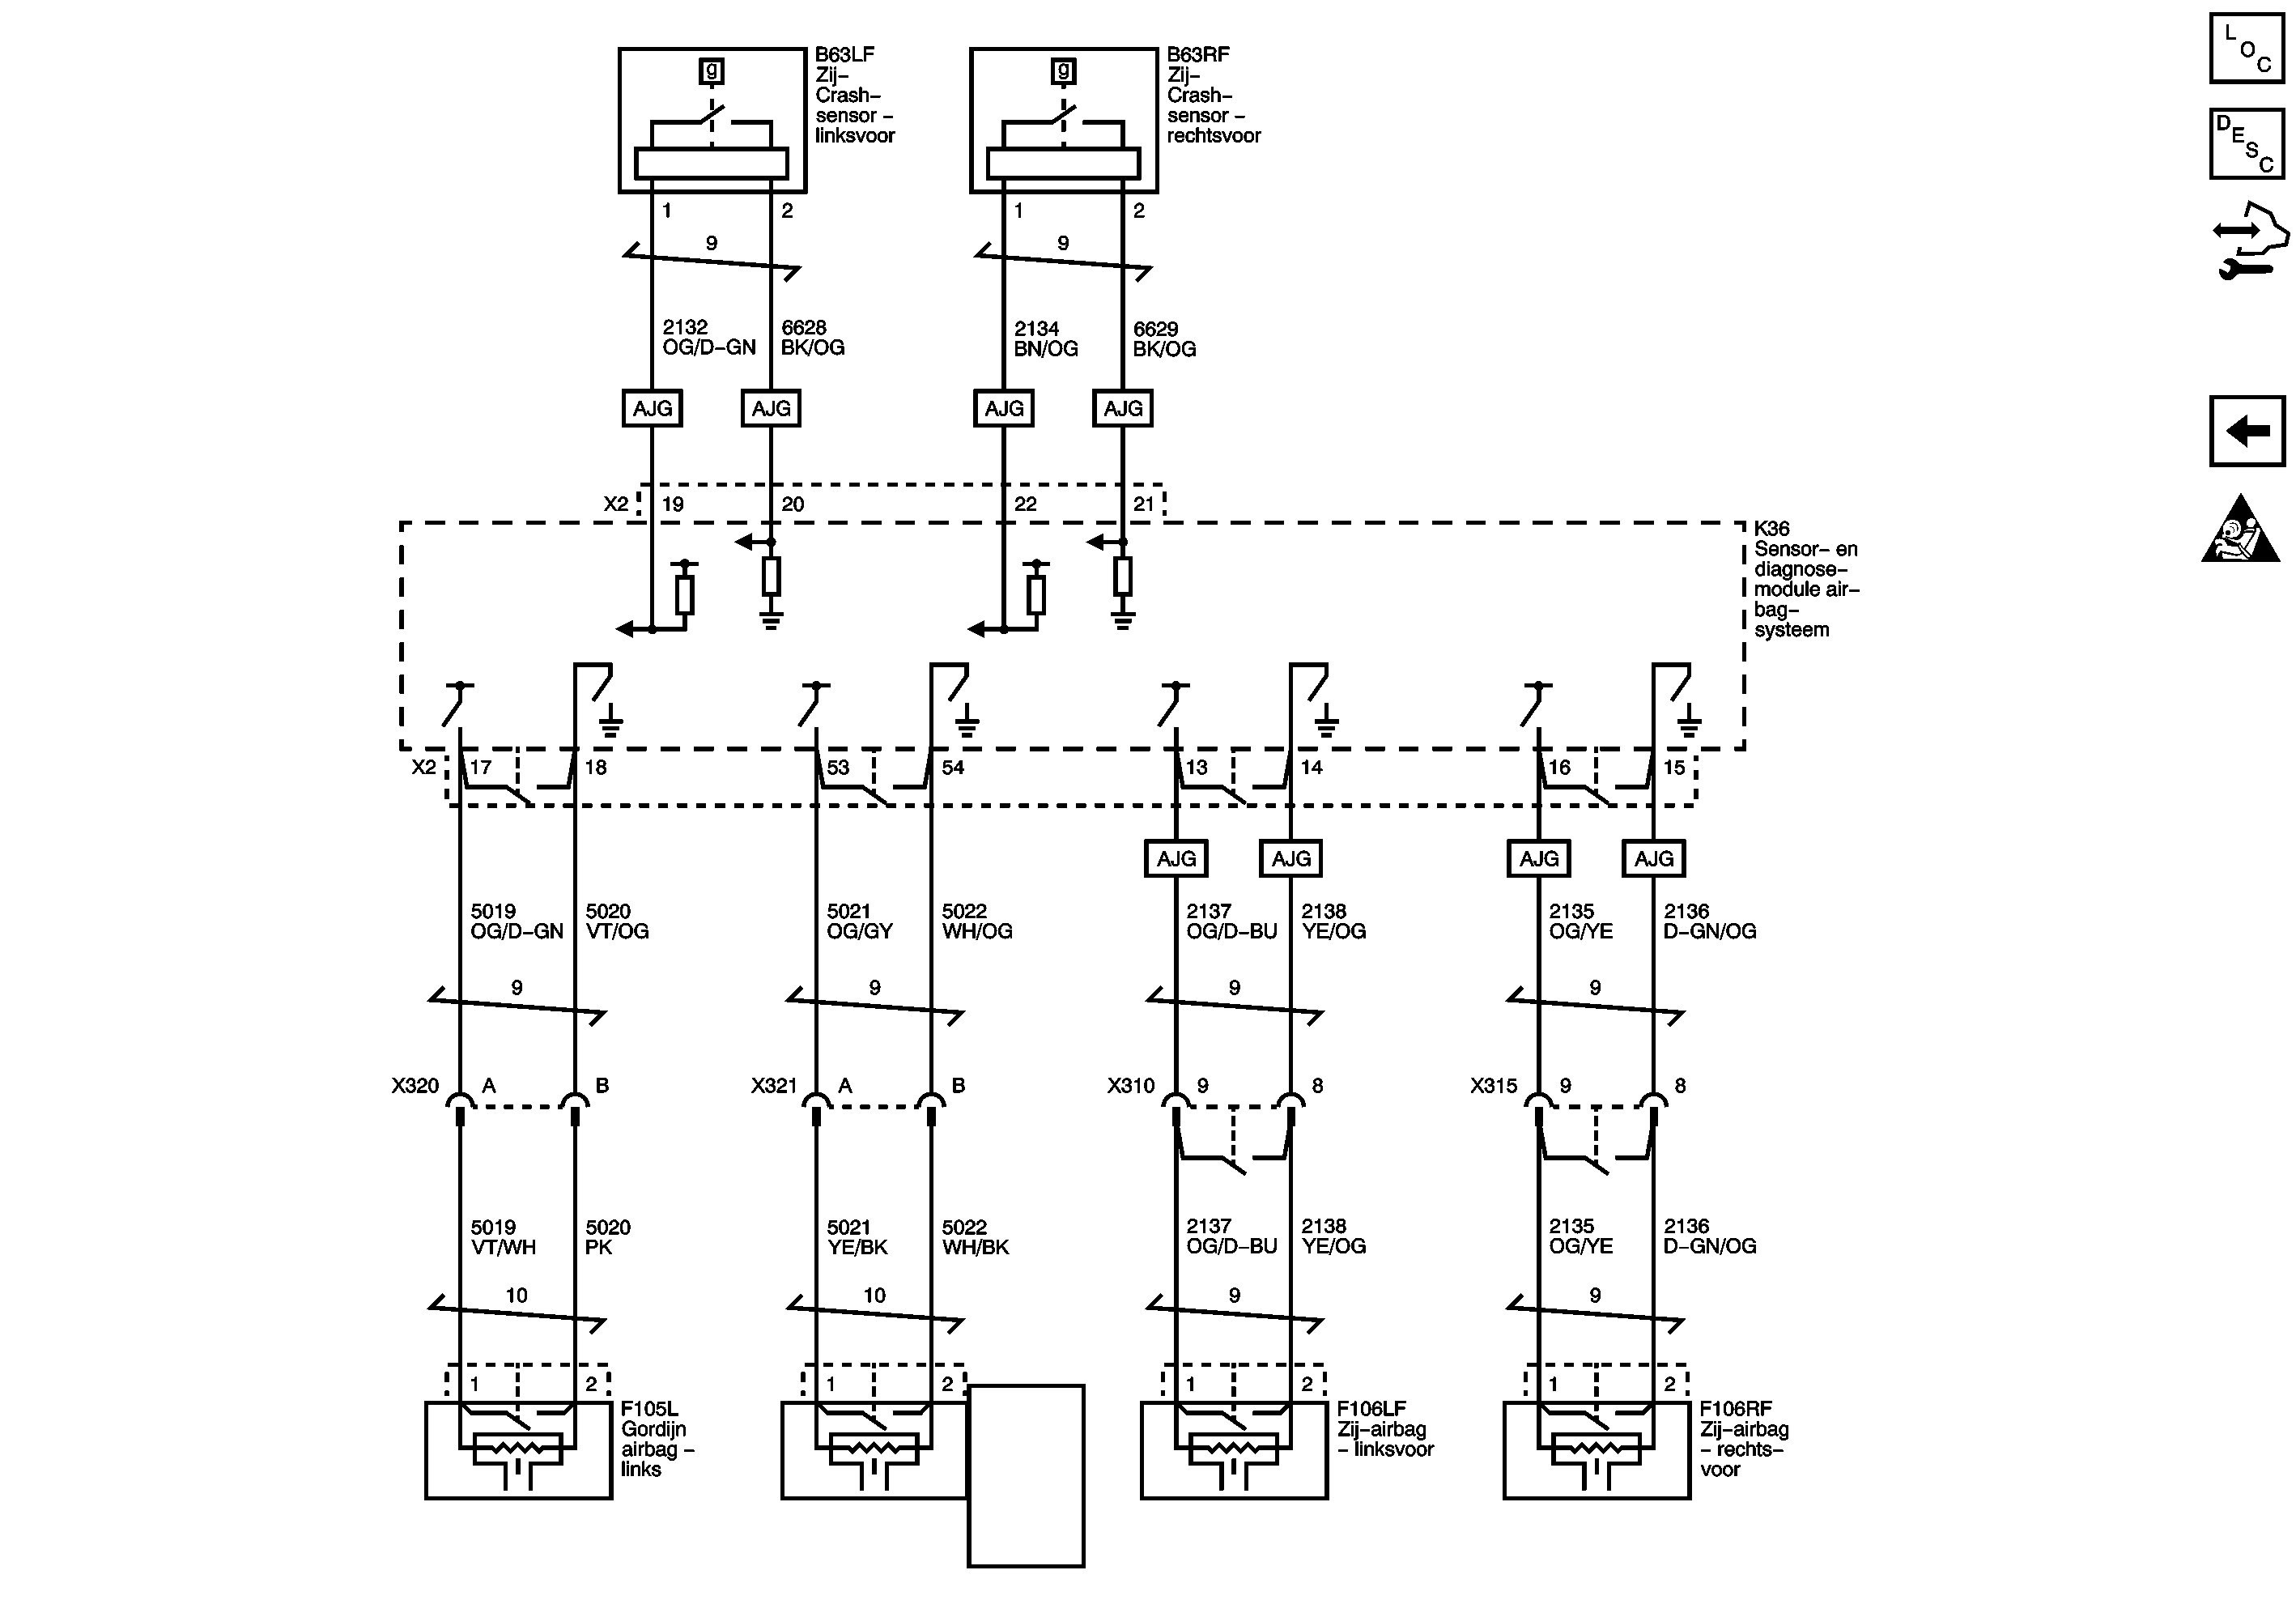 L
O
C
D
E
S
C
B63LF
Zij–
Crash–
sensor –
linksvoor
g
1
2
9
2132
OG/D–GN
6628
BK/OG
AJG
AJG
B63RF
Zij–
Crash–
sensor –
rechtsvoor
g
1
2
9
2134
BN/OG
6629
BK/OG
AJG
AJG
X2
19
20
22
21
K36
Sensor– en
diagnose–
module air–
bag–
systeem
X2
17
18
53
54
13
14
16
15
AJG
AJG
AJG
AJG
5019
OG/D–GN
5020
VT/OG
5021
OG/GY
5022
WH/OG
2137
OG/D–BU
2138
YE/OG
2135
OG/YE
2136
D–GN/OG
9
9
9
9
X320
A
B
X321
A
B
X310
9
8
X315
9
8
5019
VT/WH
5020
PK
5021
YE/BK
5022
WH/BK
2137
OG/D–BU
2138
YE/OG
2135
OG/YE
2136
D–GN/OG
10
10
9
9
1
2
1
2
1
2
1
2
F105L
Gordijn
airbag –
links
F106LF
Zij–airbag
– linksvoor
F106RF
Zij–airbag
– rechts–
voor